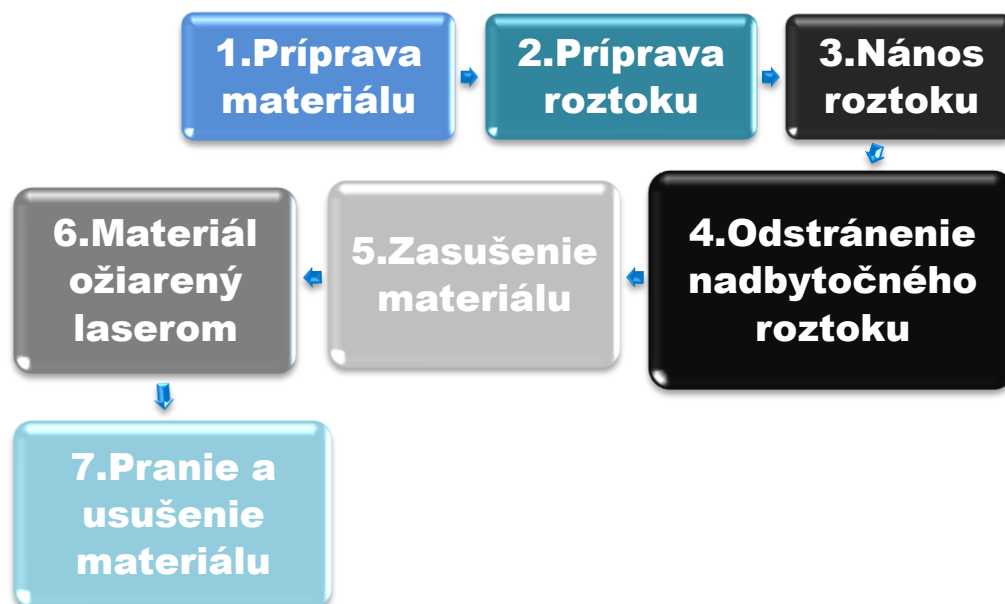 1.Príprava
materiálu
2.Príprava
roztoku
3.Nános
roztoku
4.Odstránenie
nadbytočného
roztoku
5.Zasušenie
materiálu
6.Materiál
ožiarený
laserom
7.Pranie a
usušenie
materiálu